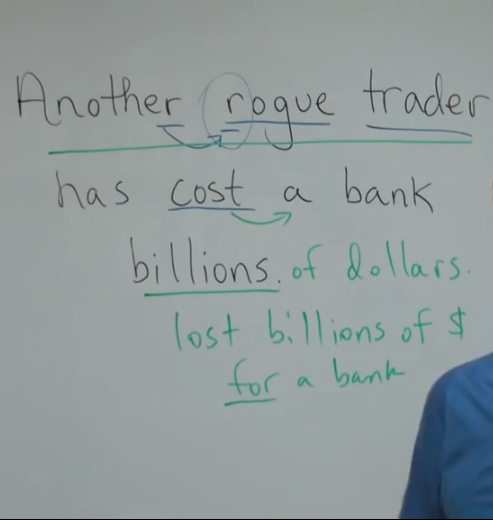 Another rogue trader
has cost a bank
billions. of dollars.
lost billions of $
for a bank